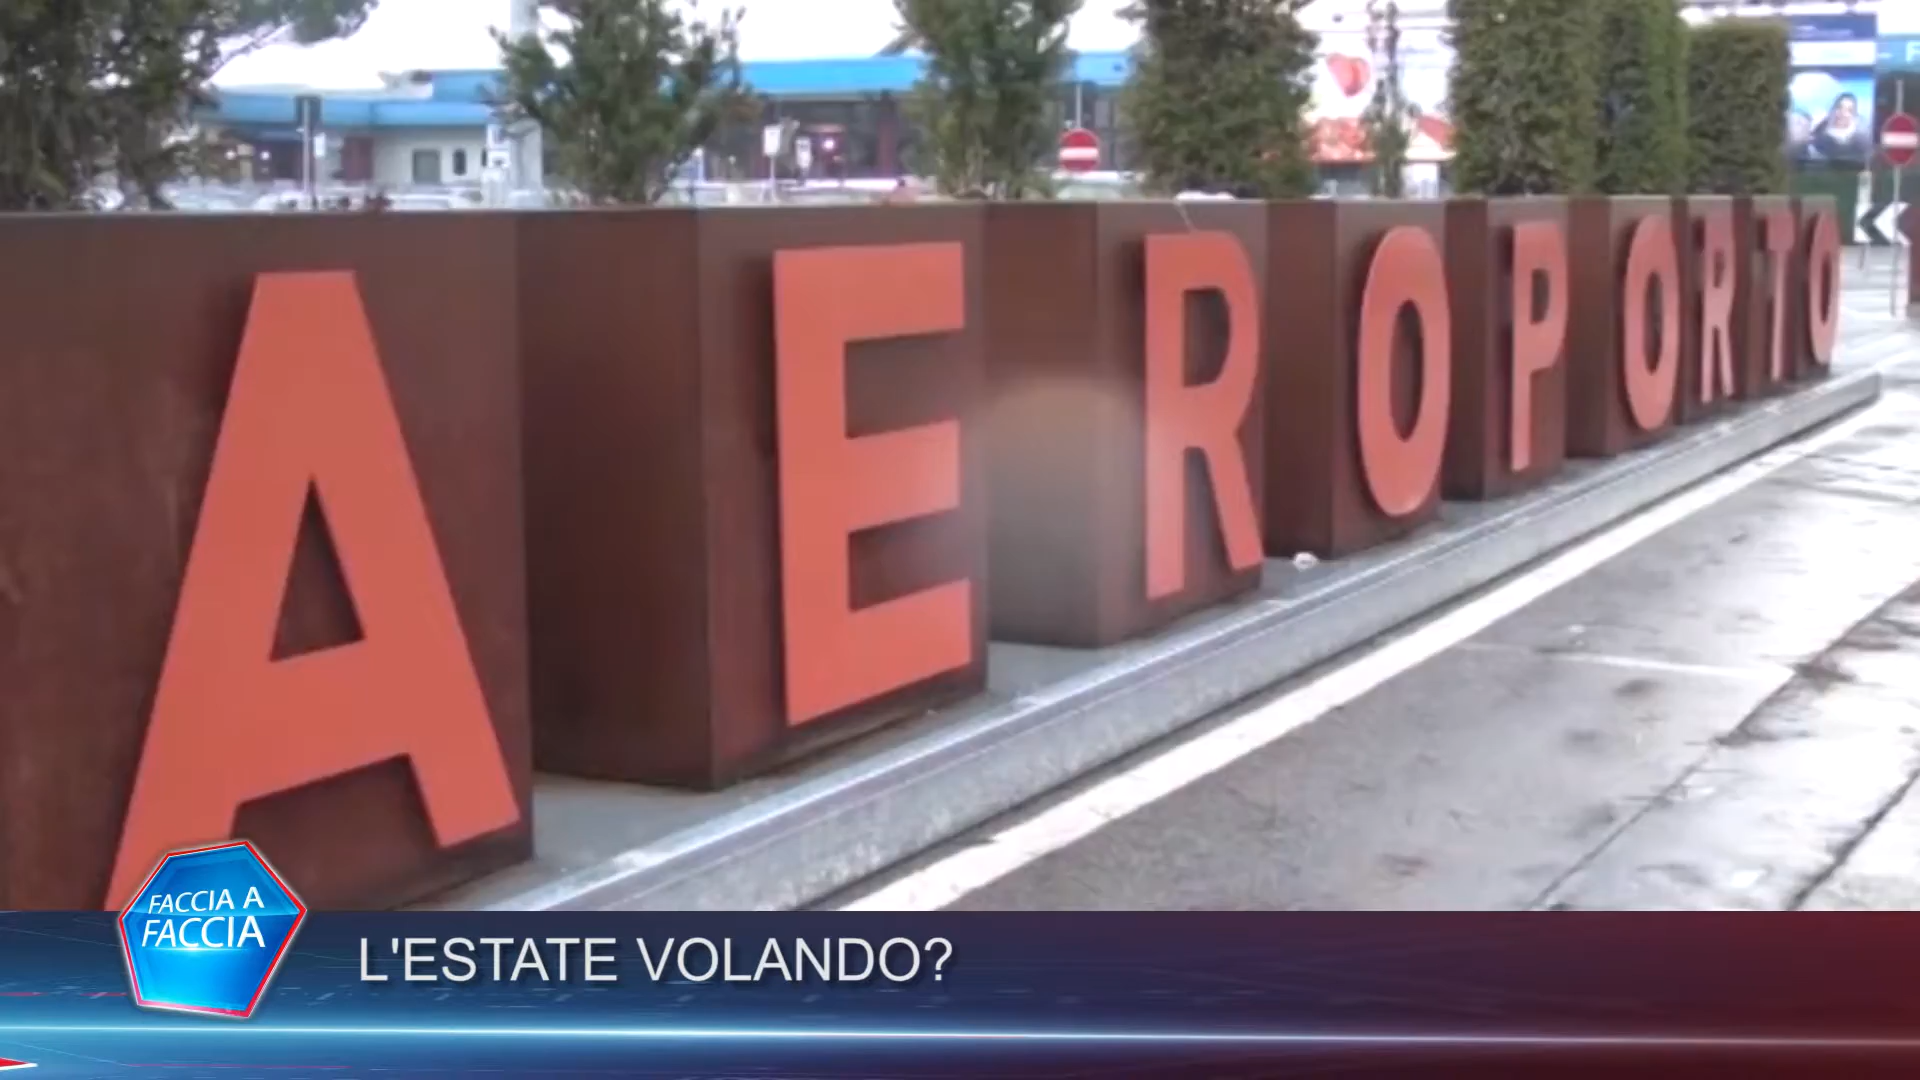 AEROPORTO
FACCIA A
FACCIA
L'ESTATE VOLANDO?